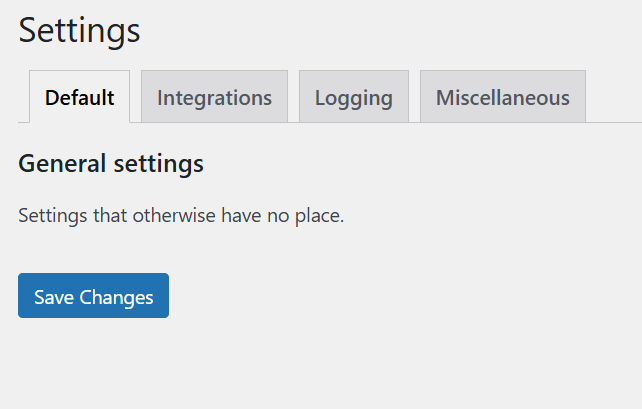 Settings
Default Integrations Logging Miscellaneous
General settings
Settings that otherwise have no place.
Save Changes